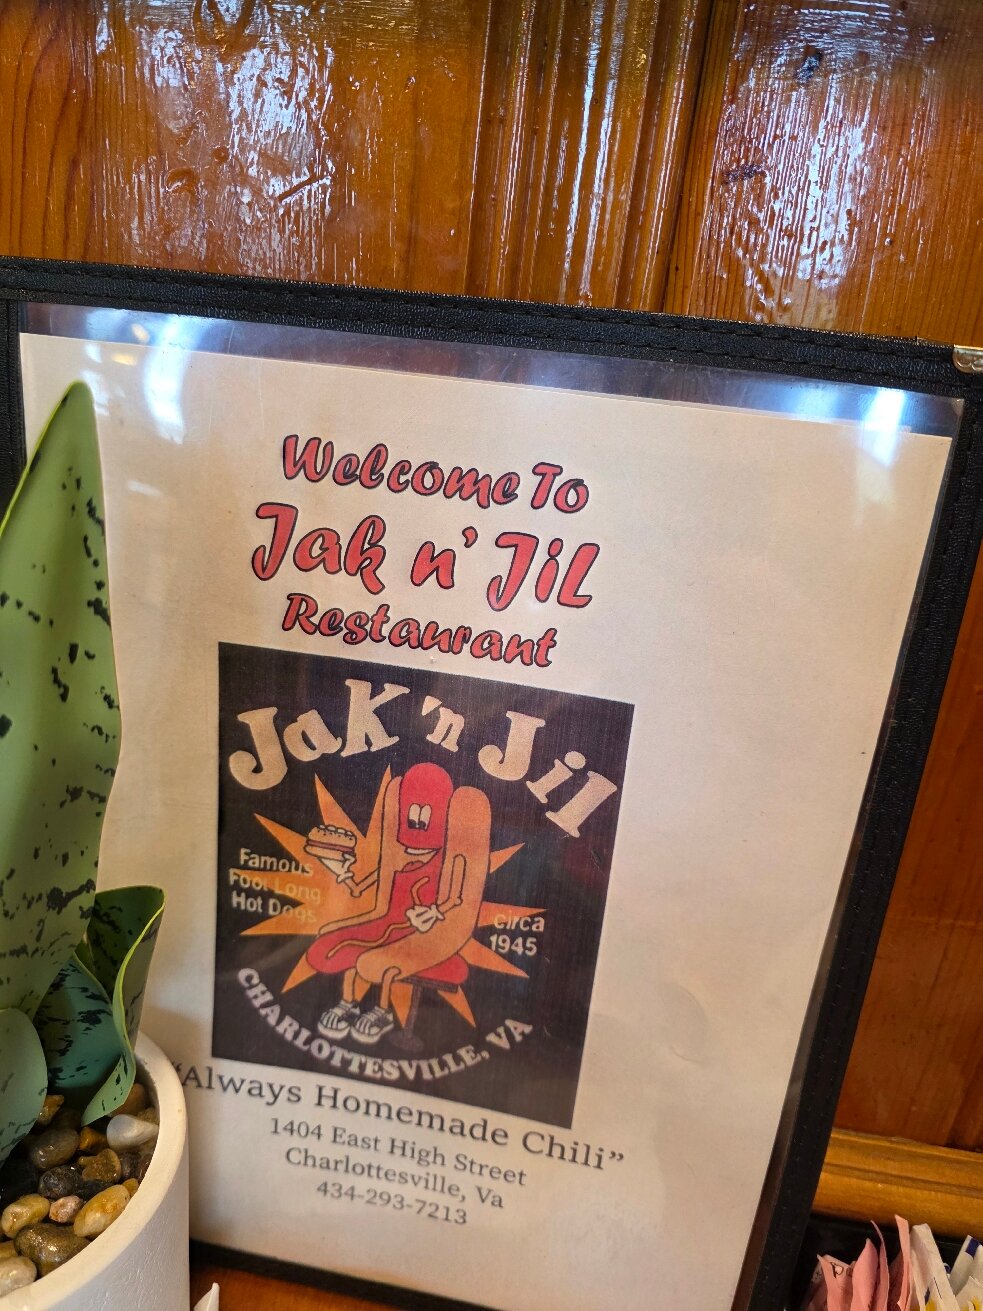 Welcome To
Jak n' Jil
Restaurant
Jak 'n Jil
Famous
Foot Long
Hot Dogs
Circa
1945
CHARLOTTESVILLE, VA
"Always Homemade Chili"
1404 East High Street
Charlottesville, Va
434-293-7213